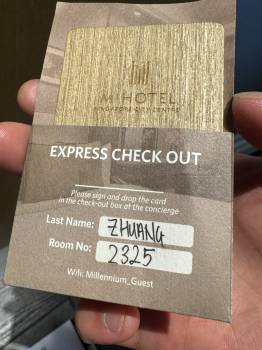 M HOTEL
SINGAPORE CITY CENTRE
EXPRESS CHECK OUT
Please sign and drop the card
in the check-out box at the concierge
Last Name: ZHUANG
Room No: 2325
Wifi: Millennium_Guest